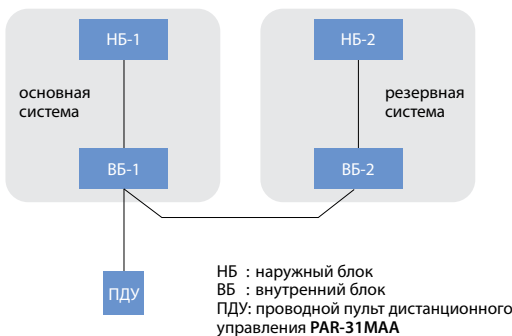 НБ-1
НБ-2
основная
система
резервная
система
ВБ-1
ВБ-2
ПДУ
НБ : наружный блок
ВБ : внутренний блок
ПДУ: проводной пульт дистанционного
управления PAR-31MAA